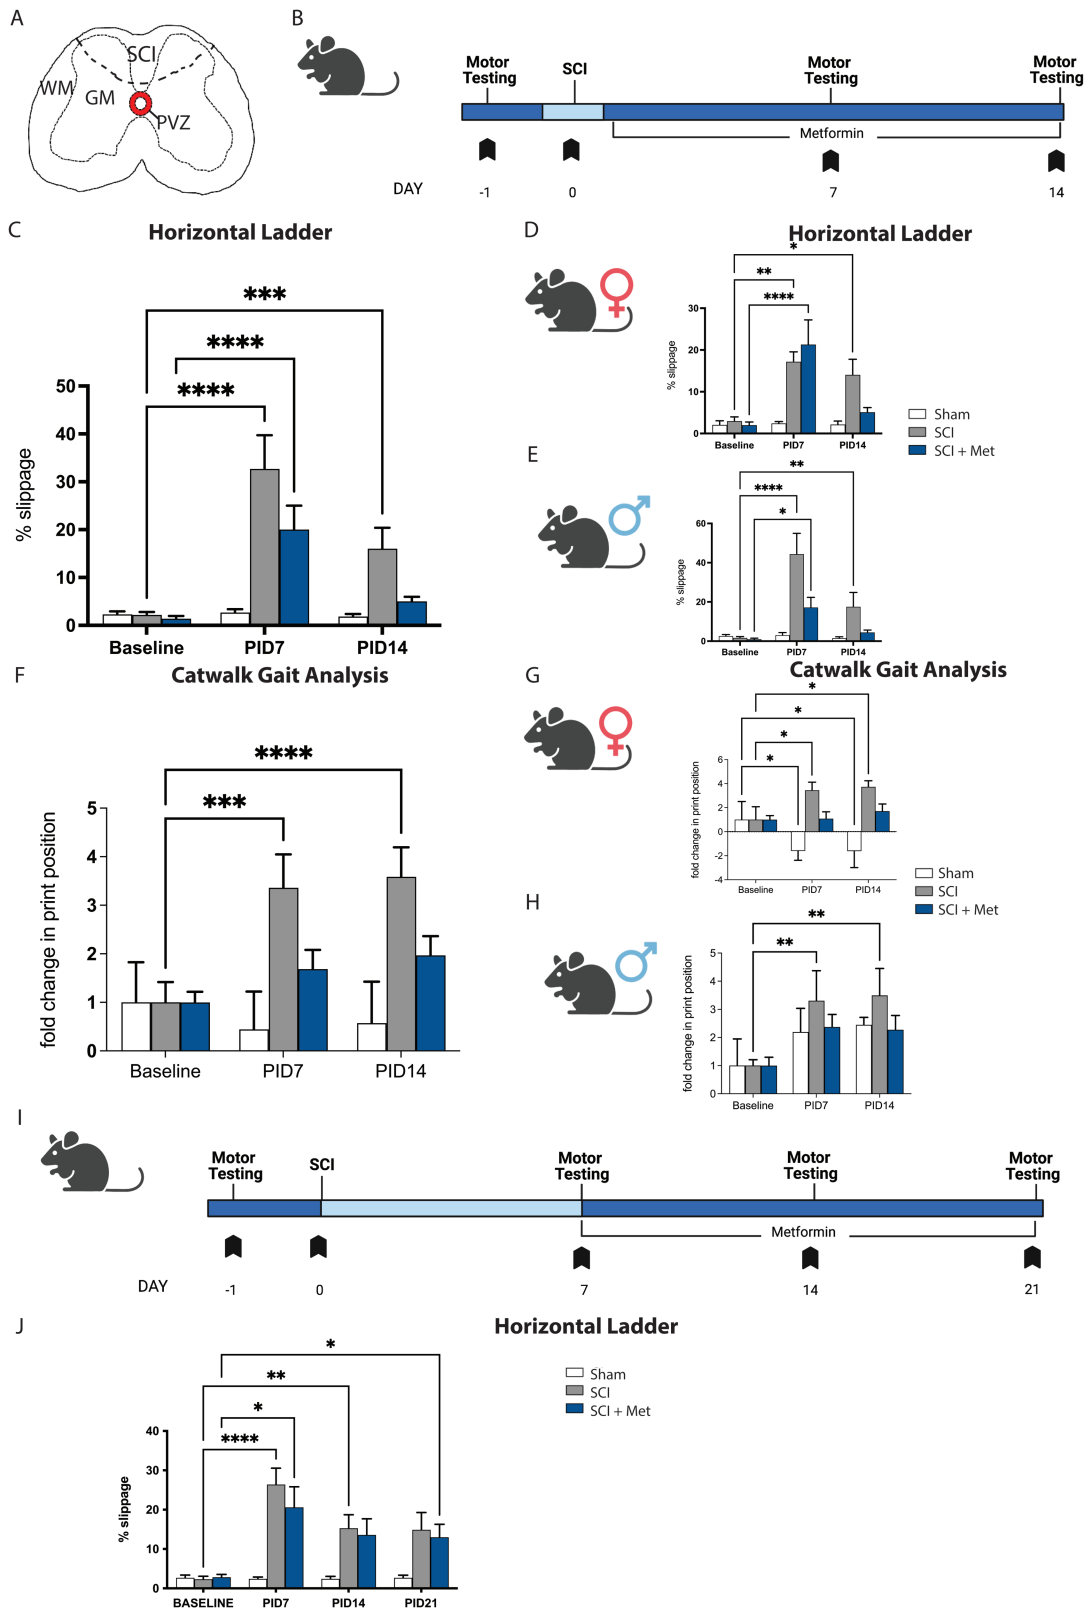 A
SCI
WM
GM
PVZ
B
Motor
Testing
SCI
Motor
Testing
Motor
Testing
Metformin
DAY
-1
0
7
14
C
Horizontal Ladder
***
****
****
50
40
30
20
10
0
% slippage
Baseline
PID7
PID14
D
Horizontal Ladder
*
**
****
30
20
10
0
% slippage
Baseline
PID7
PID14
Sham
SCI
SCI + Met
E
**
****
*
60
40
20
0
% slippage
Baseline
PID7
PID14
F
Catwalk Gait Analysis
****
***
5
4
3
2
1
0
fold change in print position
Baseline
PID7
PID14
G
Catwalk Gait Analysis
*
*
*
*
6
4
2
0
-2
-4
fold change in print position
Baseline
PID7
PID14
Sham
SCI
SCI + Met
H
**
**
5
4
3
2
1
0
fold change in print position
Baseline
PID7
PID14
I
Motor
Testing
SCI
Motor
Testing
Motor
Testing
Motor
Testing
Metformin
DAY
-1
0
7
14
21
J
Horizontal Ladder
*
**
*
****
40
30
20
10
0
% slippage
BASELINE
PID7
PID14
PID21
Sham
SCI
SCI + Met